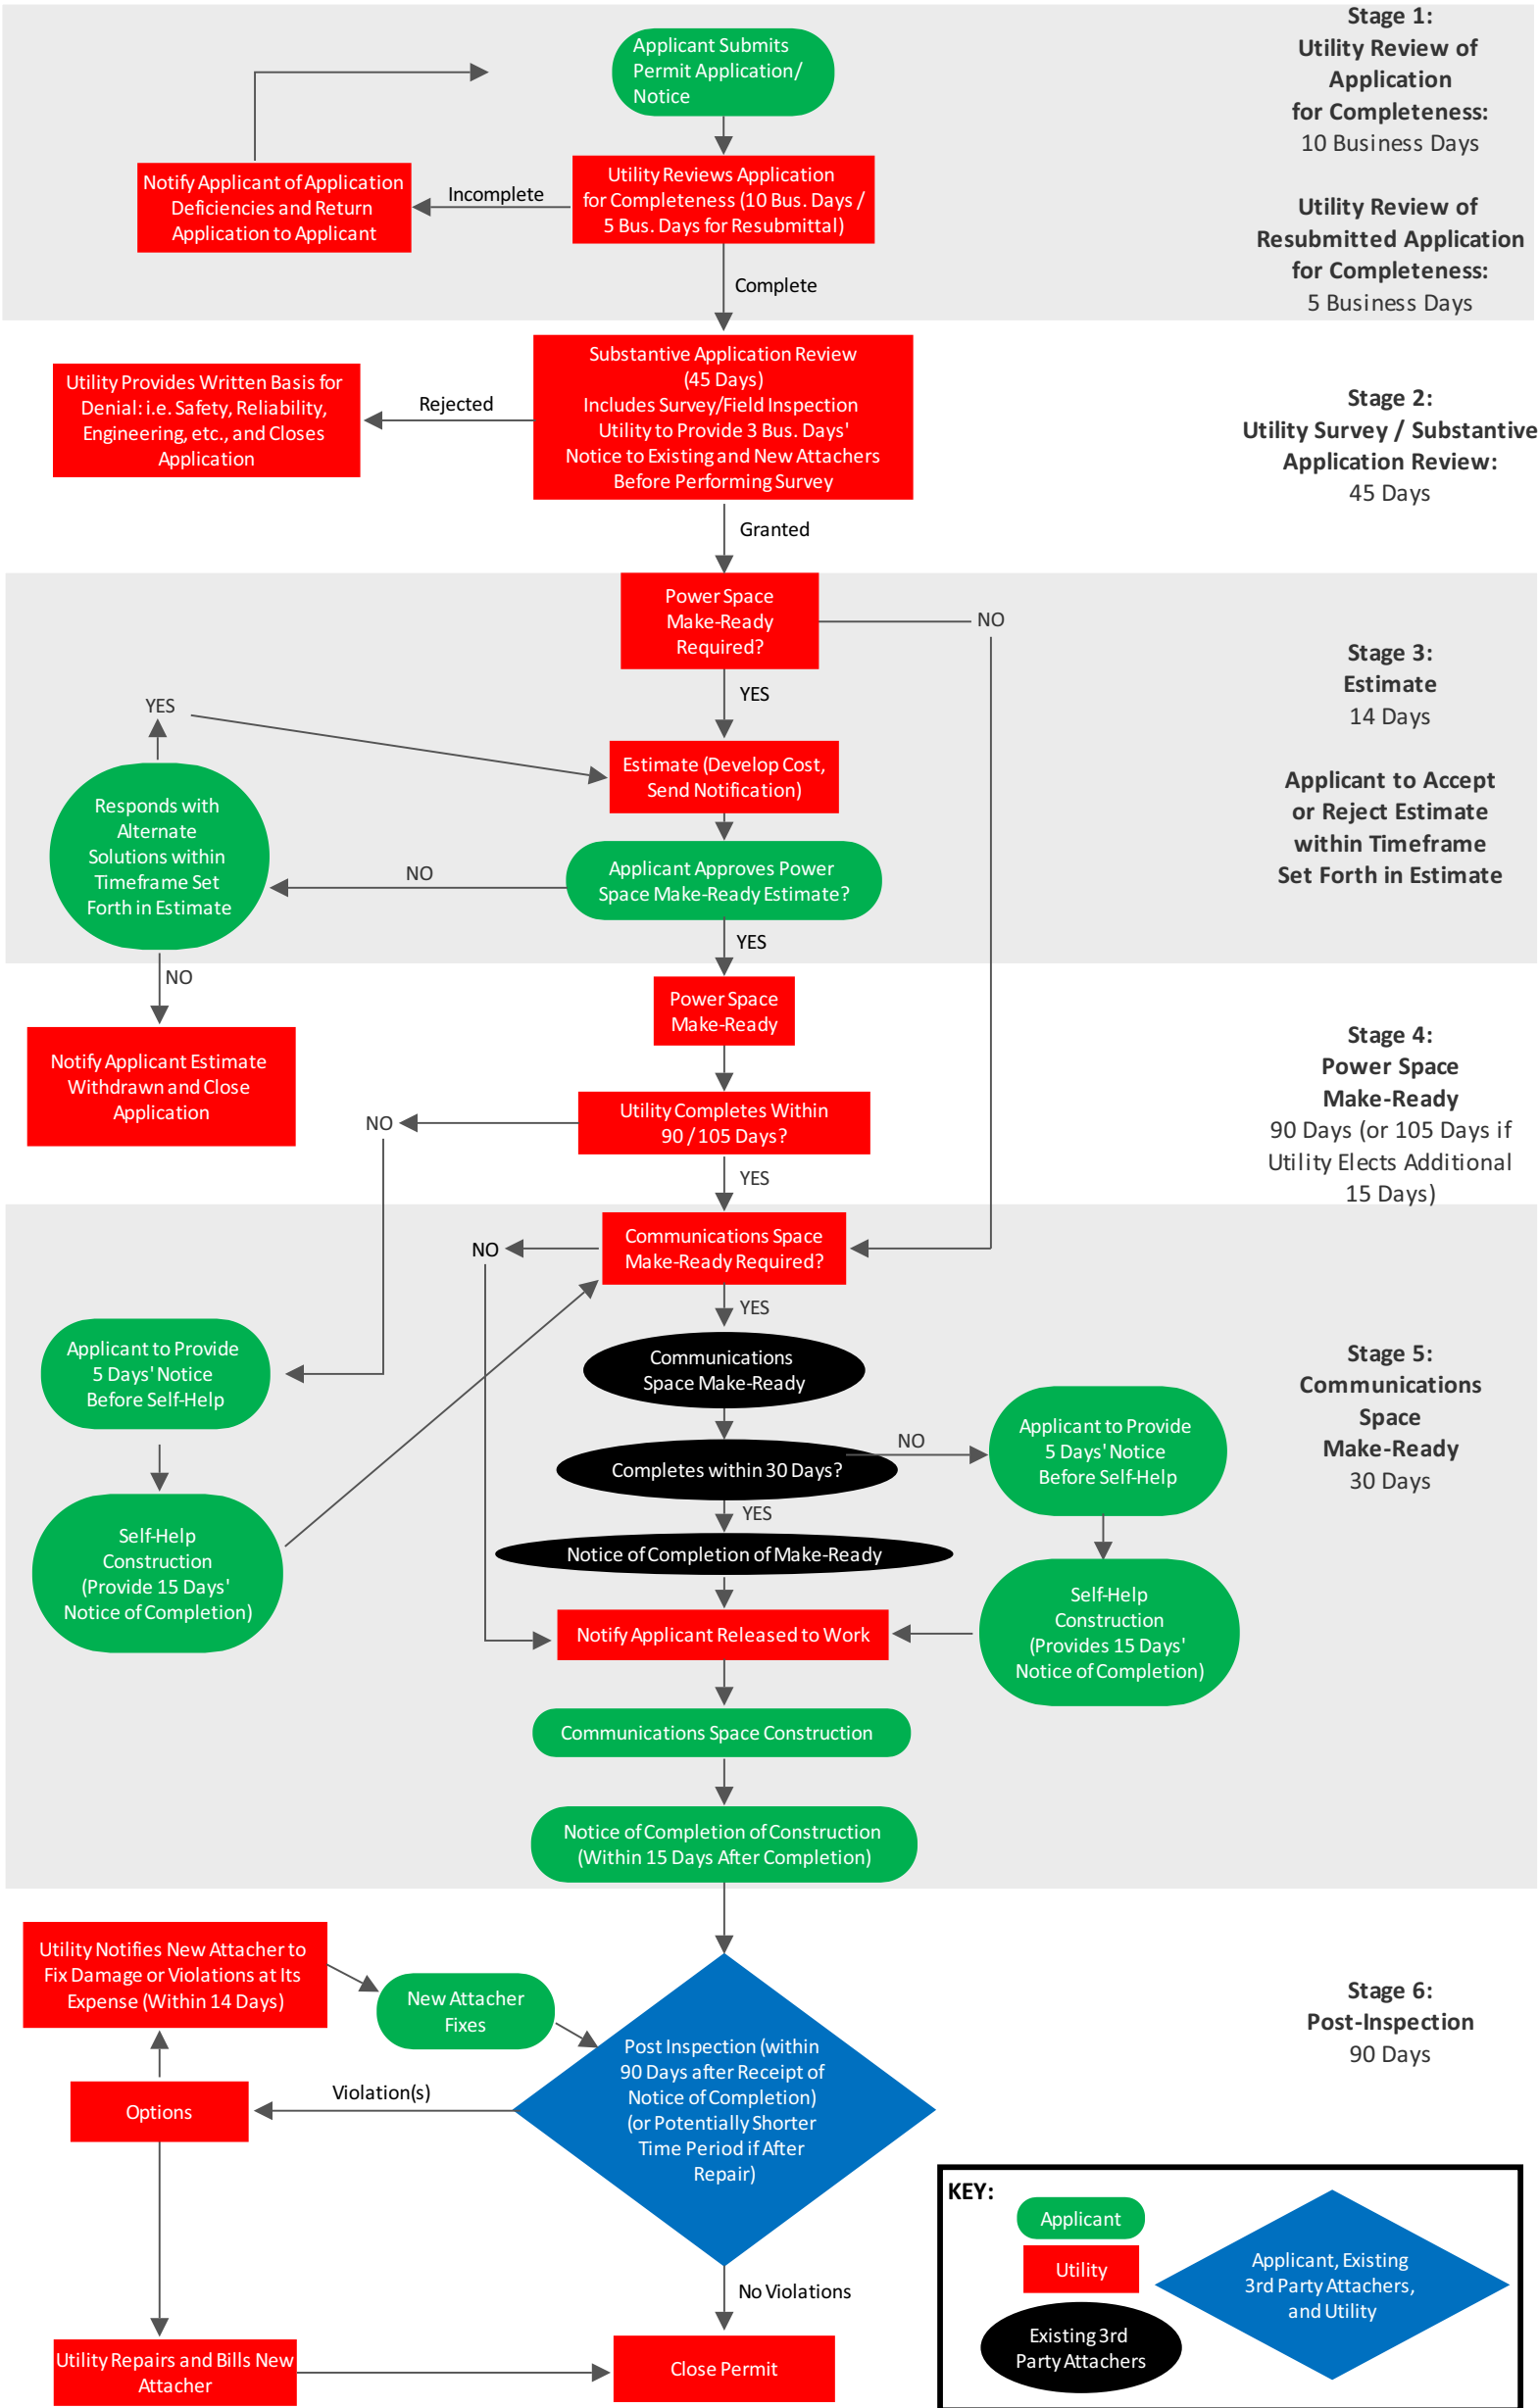 Stage 1:
Utility Review of
Application
for Completeness:
10 Business Days
Utility Review of
Resubmitted Application
for Completeness:
5 Business Days
Applicant Submits
Permit Application/
Notice
Utility Reviews Application
for Completeness (10 Bus. Days /
5 Bus. Days for Resubmittal)
Incomplete
Notify Applicant of Application
Deficiencies and Return
Application to Applicant
Complete
Stage 2:
Utility Survey / Substantive
Application Review:
45 Days
Substantive Application Review
(45 Days)
Includes Survey/Field Inspection
Utility to Provide 3 Bus. Days'
Notice to Existing and New Attachers
Before Performing Survey
Rejected
Utility Provides Written Basis for
Denial: i.e. Safety, Reliability,
Engineering, etc., and Closes
Application
Granted
Stage 3:
Estimate
14 Days
Applicant to Accept
or Reject Estimate
within Timeframe
Set Forth in Estimate
Power Space
Make-Ready
Required?
NO
YES
YES
Estimate (Develop Cost,
Send Notification)
Responds with
Alternate
Solutions within
Timeframe Set
Forth in Estimate
NO
Applicant Approves Power
Space Make-Ready Estimate?
YES
NO
Stage 4:
Power Space
Make-Ready
90 Days (or 105 Days if
Utility Elects Additional
15 Days)
Power Space
Make-Ready
Notify Applicant Estimate
Withdrawn and Close
Application
Utility Completes Within
90 / 105 Days?
NO
YES
Stage 5:
Communications
Space
Make-Ready
30 Days
Communications Space
Make-Ready Required?
NO
YES
Applicant to Provide
5 Days' Notice
Before Self-Help
Communications
Space Make-Ready
Completes within 30 Days?
NO
Applicant to Provide
5 Days' Notice
Before Self-Help
YES
Self-Help
Construction
(Provide 15 Days'
Notice of Completion)
Notice of Completion of Make-Ready
Self-Help
Construction
(Provides 15 Days'
Notice of Completion)
Notify Applicant Released to Work
Communications Space Construction
Notice of Completion of Construction
(Within 15 Days After Completion)
Stage 6:
Post-Inspection
90 Days
Utility Notifies New Attacher to
Fix Damage or Violations at Its
Expense (Within 14 Days)
New Attacher
Fixes
Post Inspection (within
90 Days after Receipt of
Notice of Completion)
(or Potentially Shorter
Time Period if After
Repair)
Violation(s)
Options
No Violations
Utility Repairs and Bills New
Attacher
Close Permit
KEY:
Applicant
Utility
Existing 3rd
Party Attachers
Applicant, Existing
3rd Party Attachers,
and Utility